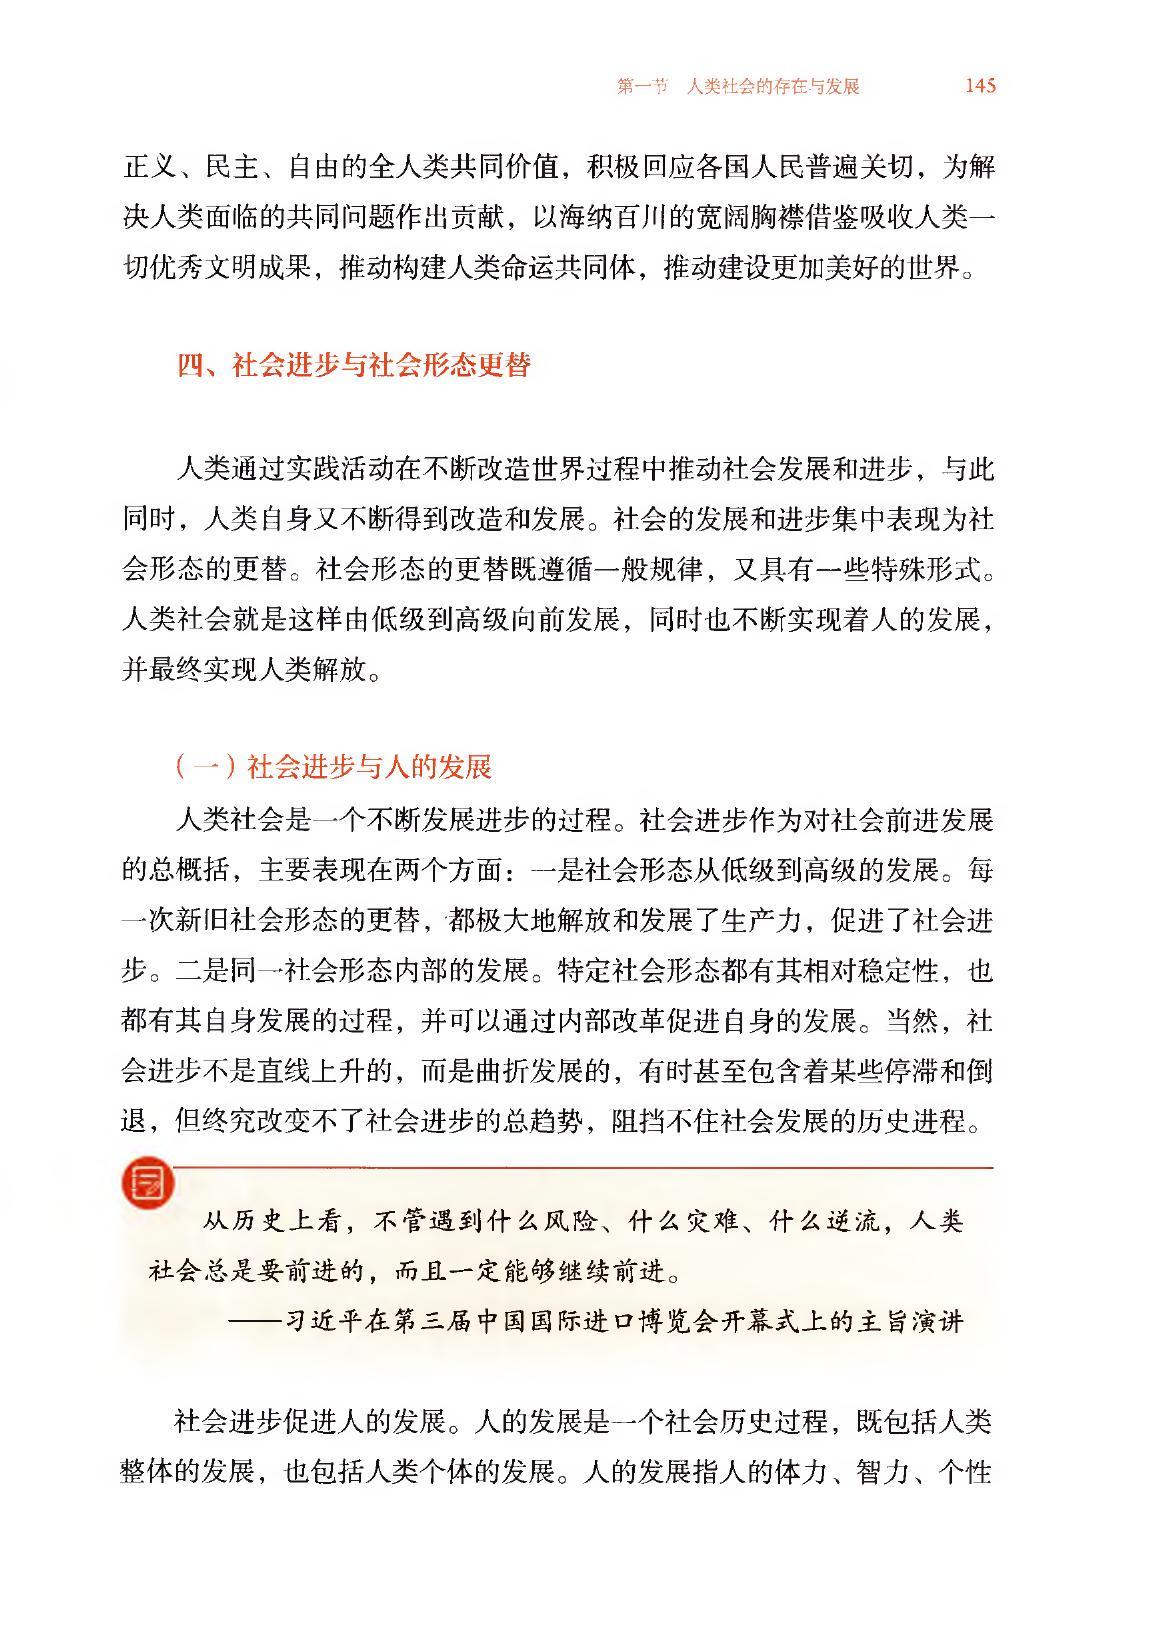 第一节 人类社会的存在与发展 145
正义、民主、自由的全人类共同价值，积极回应各国人民普遍关切，为解
决人类面临的共同问题作出贡献，以海纳百川的宽阔胸襟借鉴吸收人类一
切优秀文明成果，推动构建人类命运共同体，推动建设更加美好的世界。
四、社会进步与社会形态更替
人类通过实践活动在不断改造世界过程中推动社会发展和进步，与此
同时，人类自身又不断得到改造和发展。社会的发展和进步集中表现为社
会形态的更替。社会形态的更替既遵循一般规律，又具有一些特殊形式。
人类社会就是这样由低级到高级向前发展，同时也不断实现着人的发展，
并最终实现人类解放。
（一）社会进步与人的发展
人类社会是一个不断发展进步的过程。社会进步作为对社会前进发展
的总概括，主要表现在两个方面：一是社会形态从低级到高级的发展。每
一次新旧社会形态的更替，都极大地解放和发展了生产力，促进了社会进
步。二是同一社会形态内部的发展。特定社会形态都有其相对稳定性，也
都有其自身发展的过程，并可以通过内部改革促进自身的发展。当然，社
会进步不是直线上升的，而是曲折发展的，有时甚至包含着某些停滞和倒
退，但终究改变不了社会进步的总趋势，阻挡不住社会发展的历史进程。
从历史上看，不管遇到什么风险、什么灾难、什么逆流，人类
社会总是要前进的，而且一定能够继续前进。
——习近平在第三届中国国际进口博览会开幕式上的主旨演讲
社会进步促进人的发展。人的发展是一个社会历史过程，既包括人类
整体的发展，也包括人类个体的发展。人的发展指人的体力、智力、个性